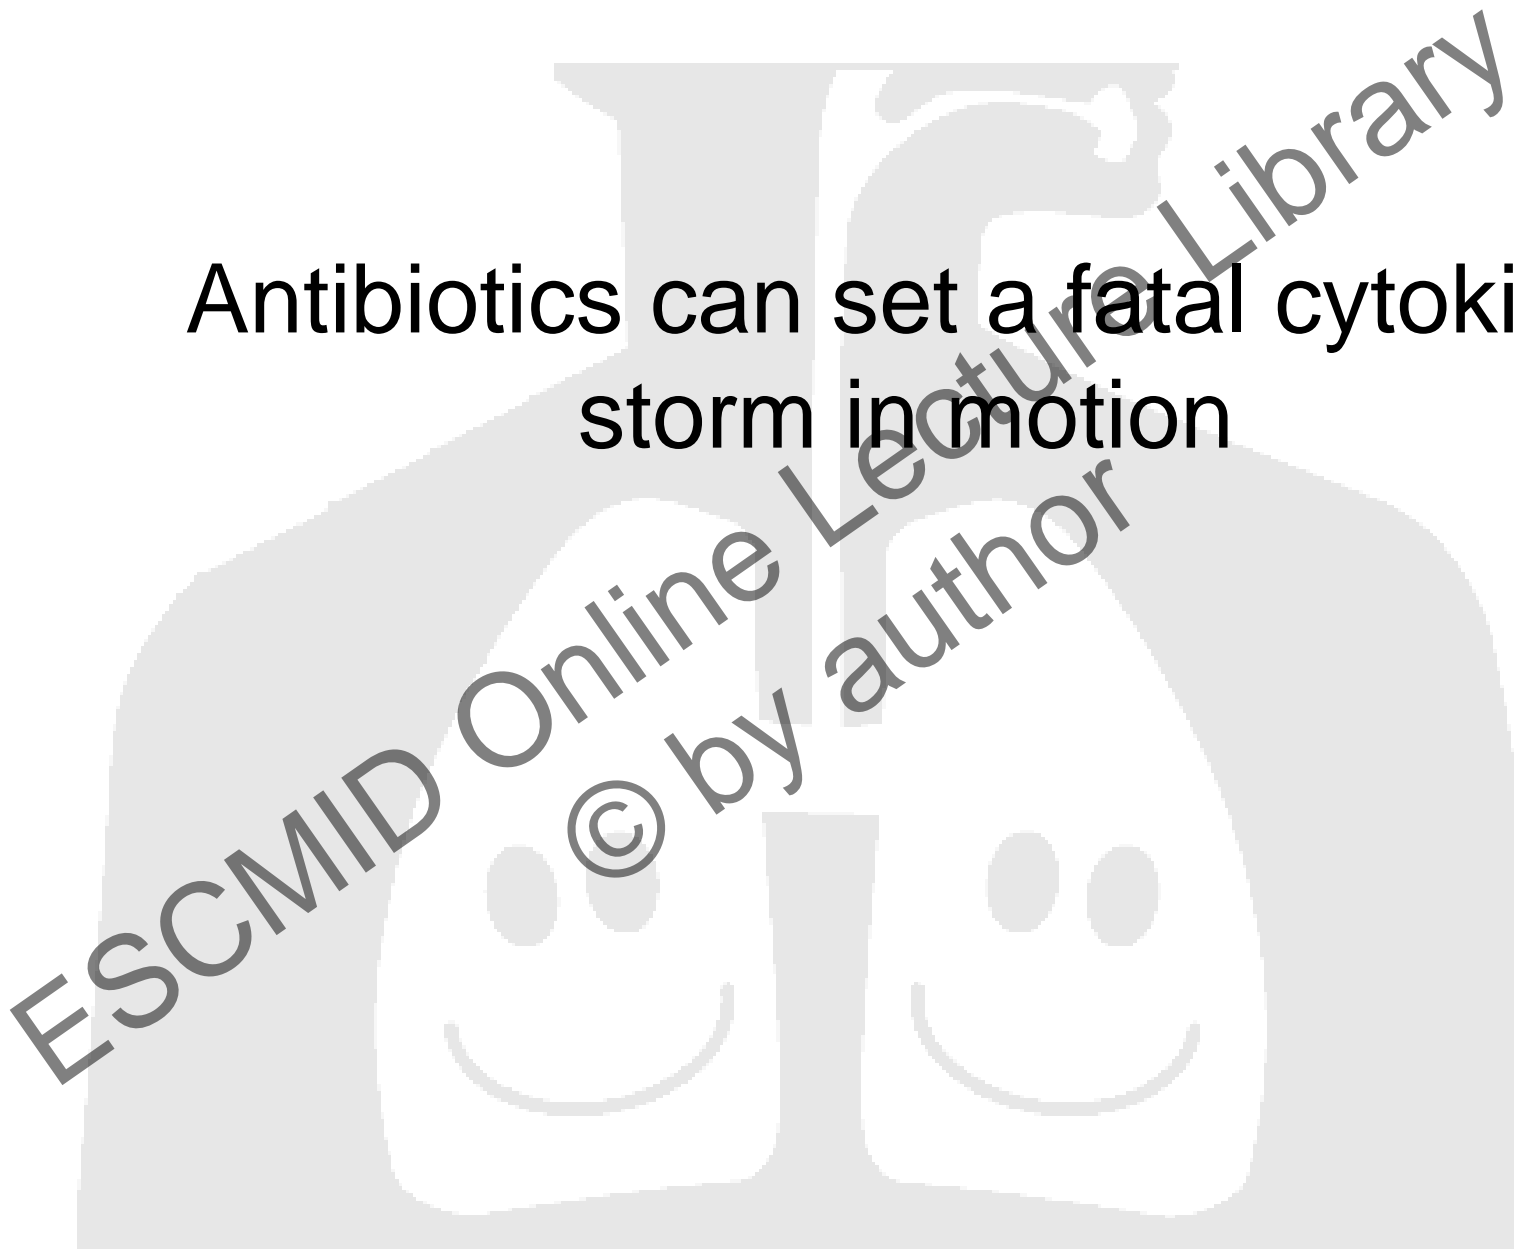 Antibiotics can set a fatal cytoki
storm in motion
ESCMID Online Lecture Library
© by author